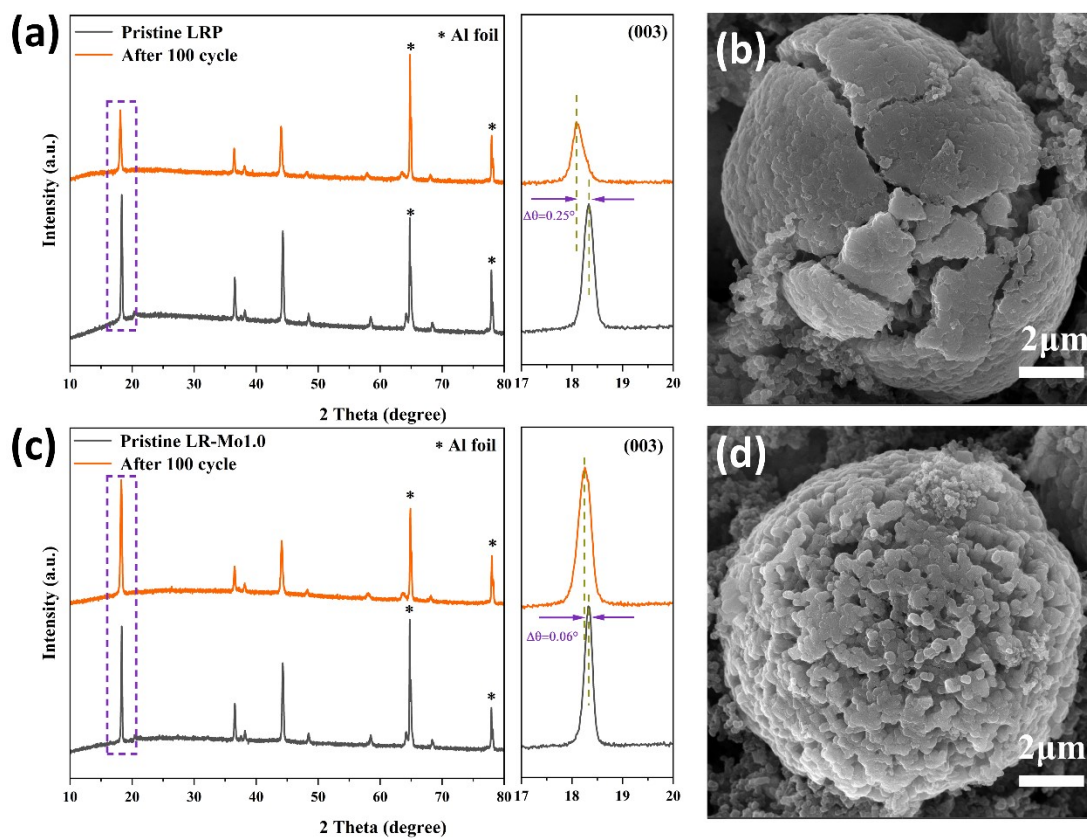 (a)
Pristine LRP
After 100 cycle
* Al foil
*
*
*
*
Intensity (a.u.)
10 20 30 40 50 60 70 80
2 Theta (degree)
(003)
Δθ=0.25°
17 18 19 20
(b)
2μm
(c)
Pristine LR-Mo1.0
After 100 cycle
* Al foil
*
*
*
*
Intensity (a.u.)
10 20 30 40 50 60 70 80
2 Theta (degree)
(003)
Δθ=0.06°
17 18 19 20
(d)
2μm